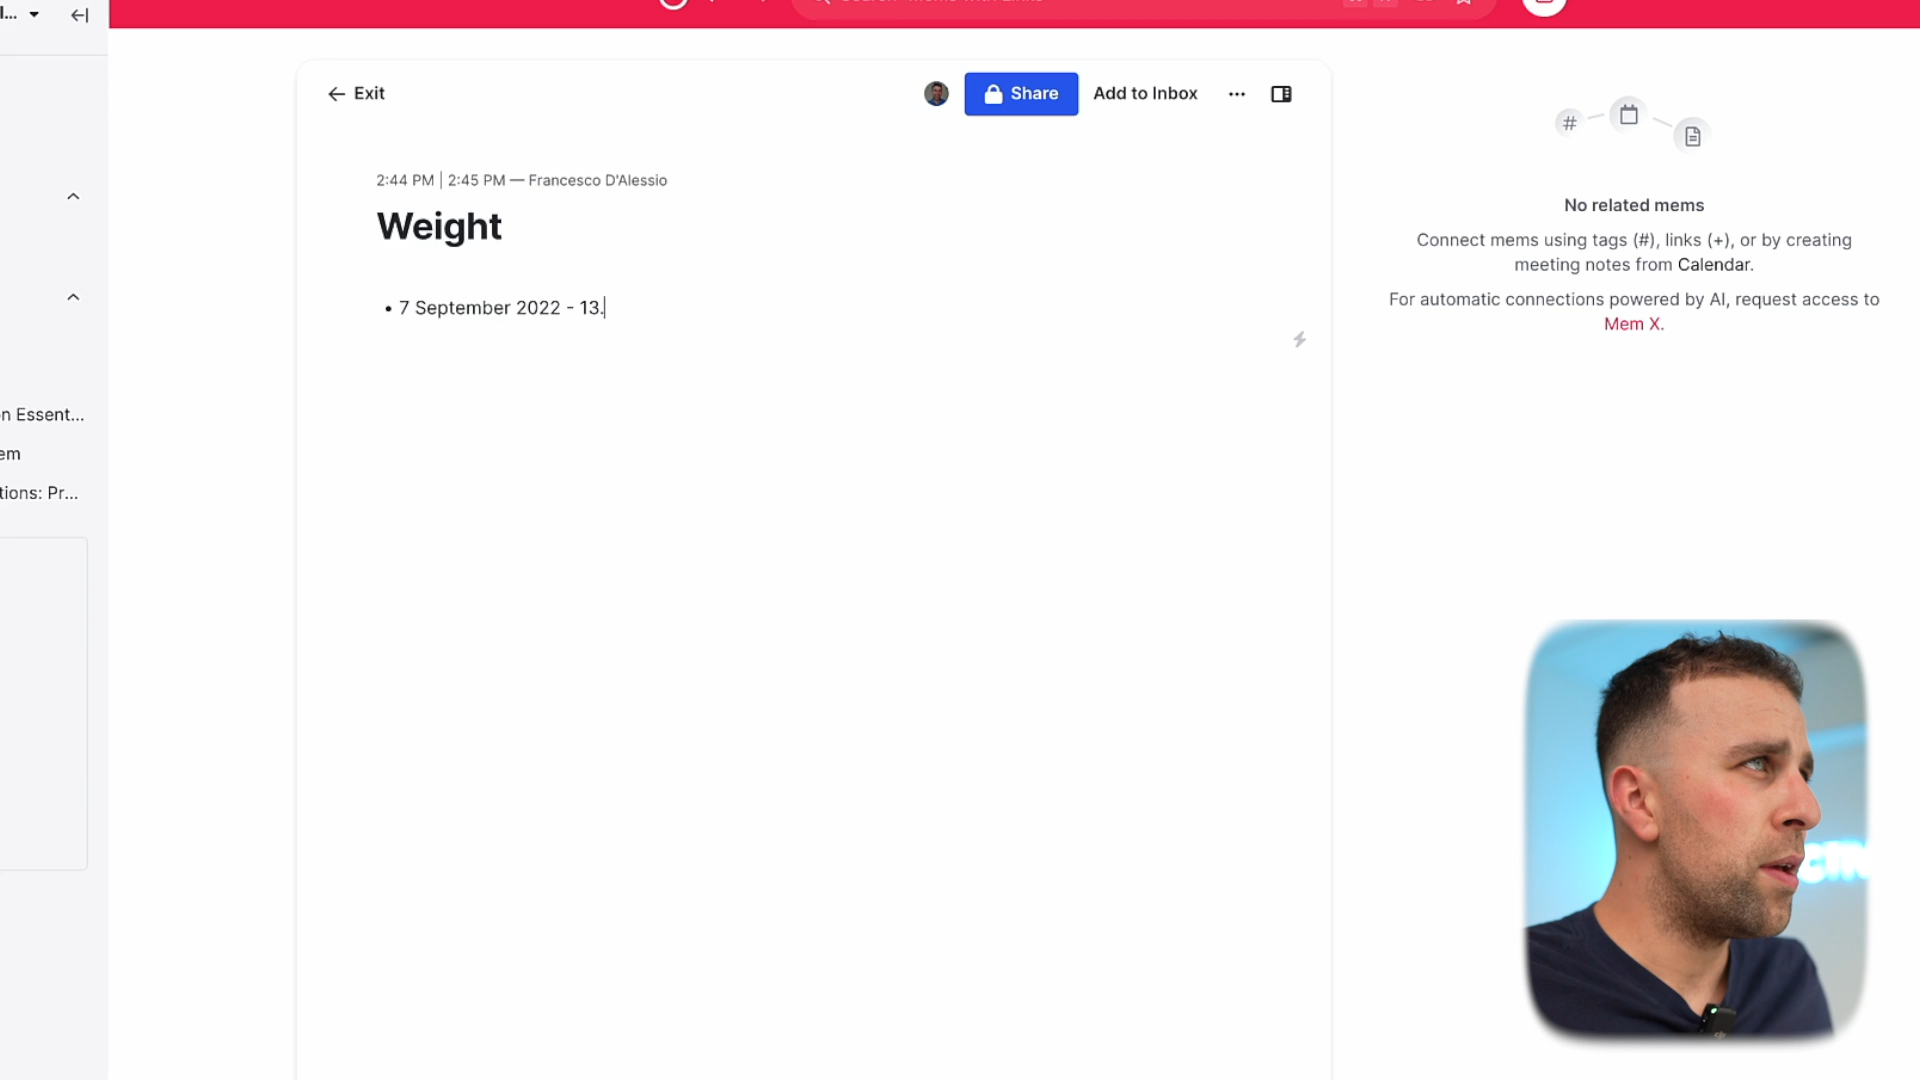 ← Exit
Share
Add to Inbox
2:44 PM | 2:45 PM — Francesco D'Alessio
Weight
• 7 September 2022 - 13.
No related mems
Connect mems using tags (#), links (+), or by creating
meeting notes from Calendar.
For automatic connections powered by AI, request access to
Mem X.
n Essent...
em
tions: Pr...